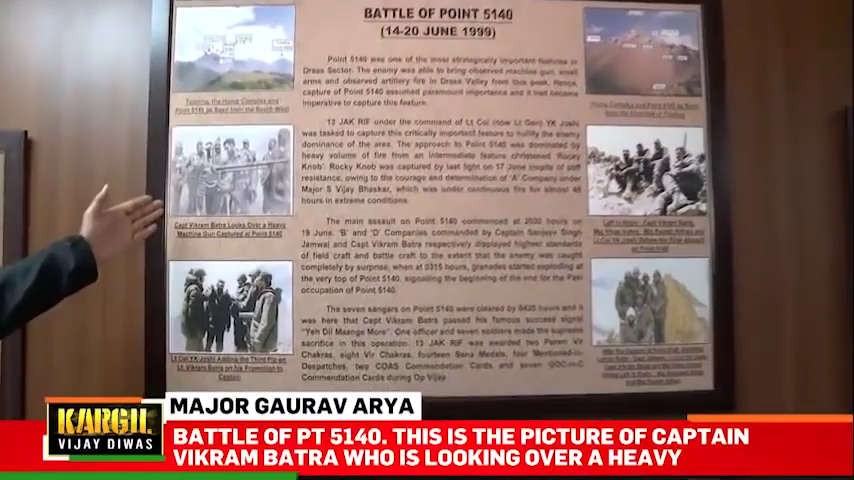 BATTLE OF POINT 5140
(14-20 JUNE 1999)
Point 5140 was one of the most strategically important features in
Drass Sector. The enemy was able to bring observed machine gun, small
arms and observed artillery fire in Drass Valley from this peak. Hence,
capture of Point 5140 assumed paramount importance and it had become
imperative to capture this feature.
13 JAK RIF under the command of Lt Col (now Lt Gen) YK Joshi
was tasked to capture this critically important feature to nullify the enemy
dominance of the area. The approach to Point 5140 was dominated by
heavy volume of fire from an intermediate feature christened 'Rocky
Knob'. Rocky Knob was captured by last light on 17 June inspite of stiff
resistance, owing to the courage and determination of 'A' Company under
Major S Vijay Bhaskar, which was under continuous fire for almost 48
hours in extreme conditions.
The main assault on Point 5140 commenced at 2030 hours on
19 June. 'B' and 'D' Companies commanded by Captain Sanjeev Singh
Jamwal and Capt Vikram Batra respectively displayed highest standards
of field craft and battle craft to the extent that the enemy was caught
completely by surprise, when at 0315 hours, grenades started exploding at
the very top of Point 5140, signalling the beginning of the end for the Pak
occupation of Point 5140.
The seven sangars on Point 5140 were cleared by 0435 hours and it
was here that Capt Vikram Batra passed his famous success signal
"Yeh Dil Maange More". One officer and seven soldiers made the supreme
sacrifice in this operation. 13 JAK RIF was awarded two Param Vir
Chakras, eight Vir Chakras, fourteen Sena Medals, four Mentioned-in-
Despatches, two COAS Commendation Cards and seven GOC-in-C
Commendation Cards during Op Vijay
Tololing, the Hump Complex and
Point 5140 as Seen from the South West
Capt Vikram Batra Looks Over a Heavy
Machine Gun Captured at Point 5140
Lt Col YK Joshi Adding the Third Pip on
Lt. Vikram Batra on his Promotion to
Captain
KARGIL
VIJAY DIWAS
MAJOR GAURAV ARYA
BATTLE OF PT 5140. THIS IS THE PICTURE OF CAPTAIN
VIKRAM BATRA WHO IS LOOKING OVER A HEAVY